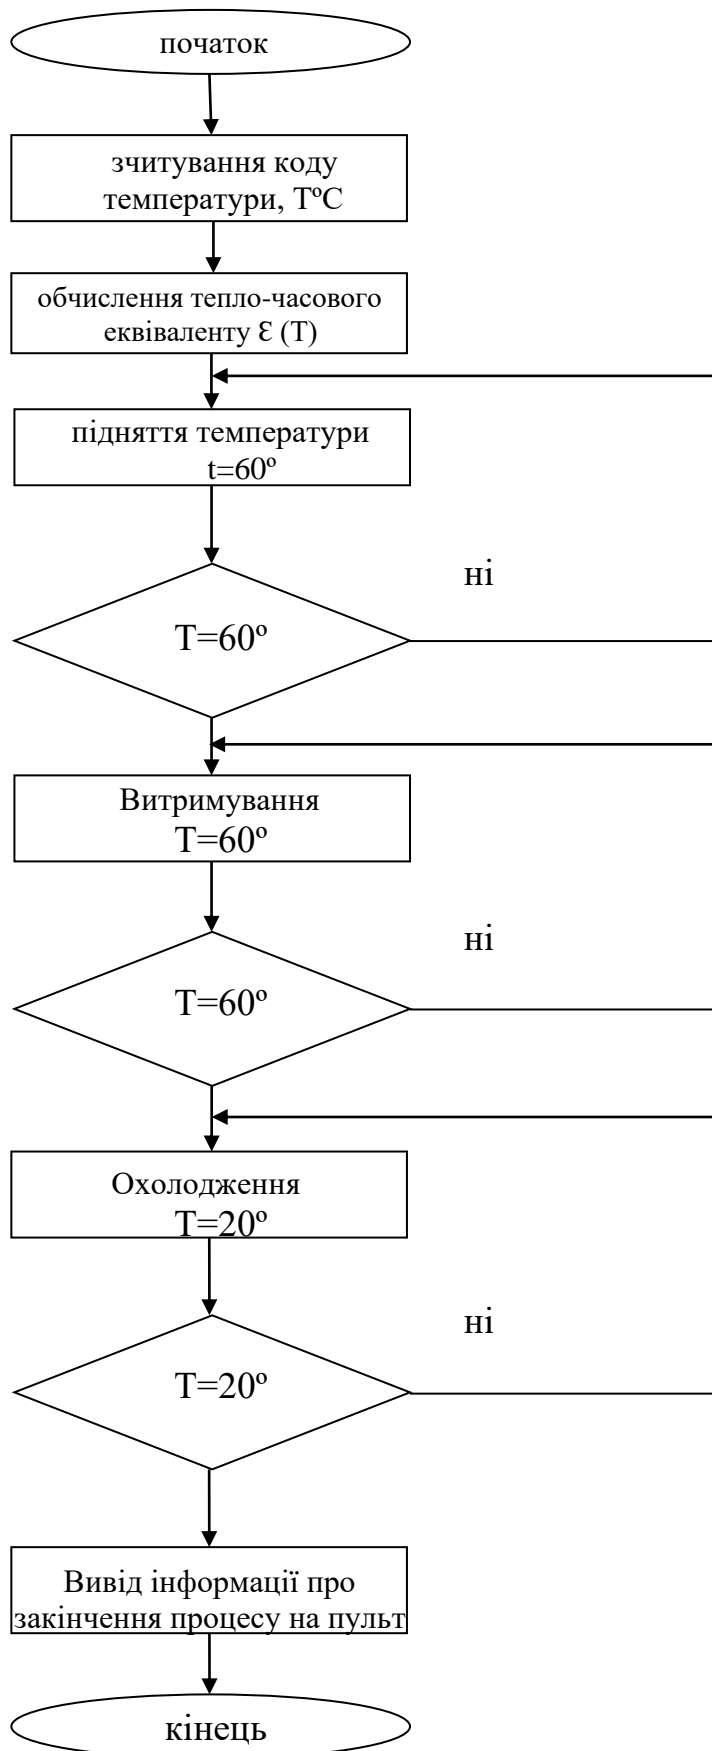 початок
зчитування коду
температури, TºC
обчислення тепло-часового
еквіваленту Ɛ (T)
підняття температури
t=60º
ні
T=60º
Витримування
T=60º
ні
T=60º
Охолодження
T=20º
ні
T=20º
Вивід інформації про
закінчення процесу на пульт
кінець